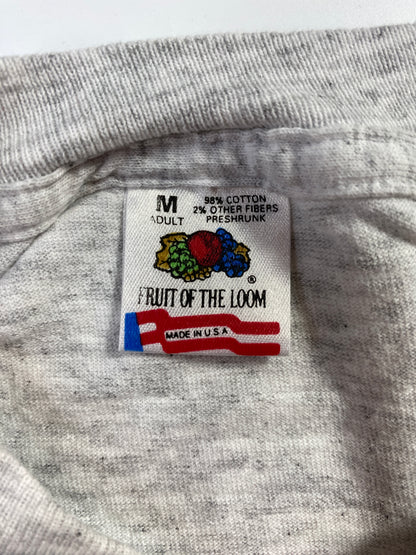 M
ADULT
98% COTTON
2% OTHER FIBERS
PRESHRUNK
®
FRUIT OF THE LOOM
MADE IN U.S.A